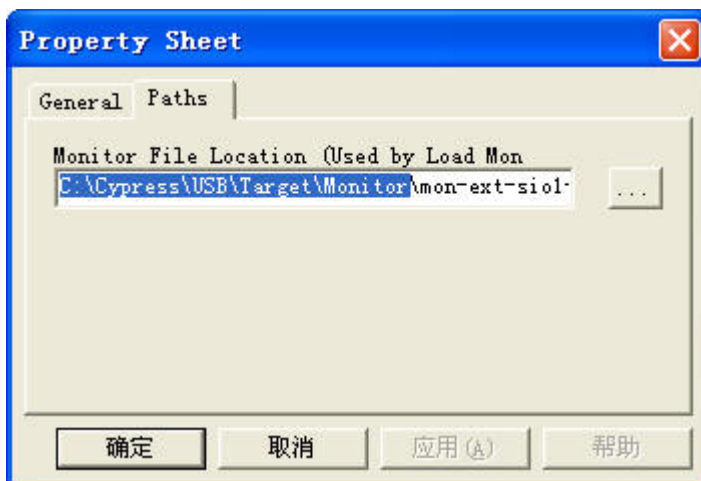 Property Sheet
General Paths
Monitor File Location (Used by Load Mon
C:\Cypress\USB\Target\Monitor\mon-ext-sio1-
...
确定 取消 应用(A) 帮助